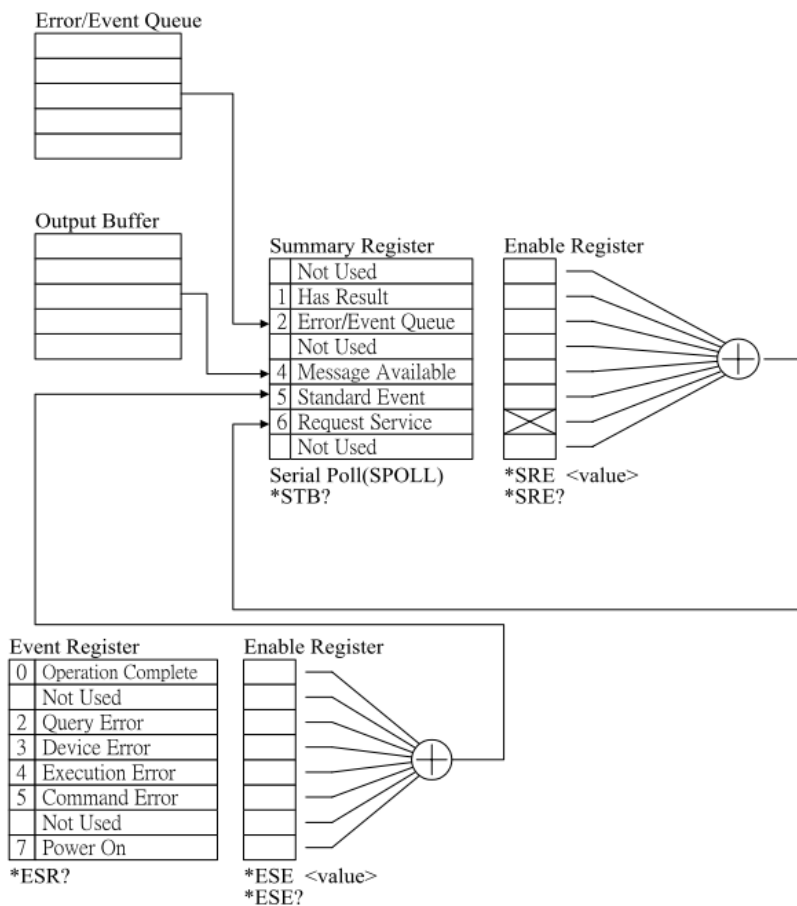 Error/Event Queue
Output Buffer
Summary Register
Not Used
1 Has Result
2 Error/Event Queue
Not Used
4 Message Available
5 Standard Event
6 Request Service
Not Used
Serial Poll(SPOLL)
*STB?
Enable Register
*SRE <value>
*SRE?
Event Register
0 Operation Complete
Not Used
2 Query Error
3 Device Error
4 Execution Error
5 Command Error
Not Used
7 Power On
*ESR?
Enable Register
*ESE <value>
*ESE?